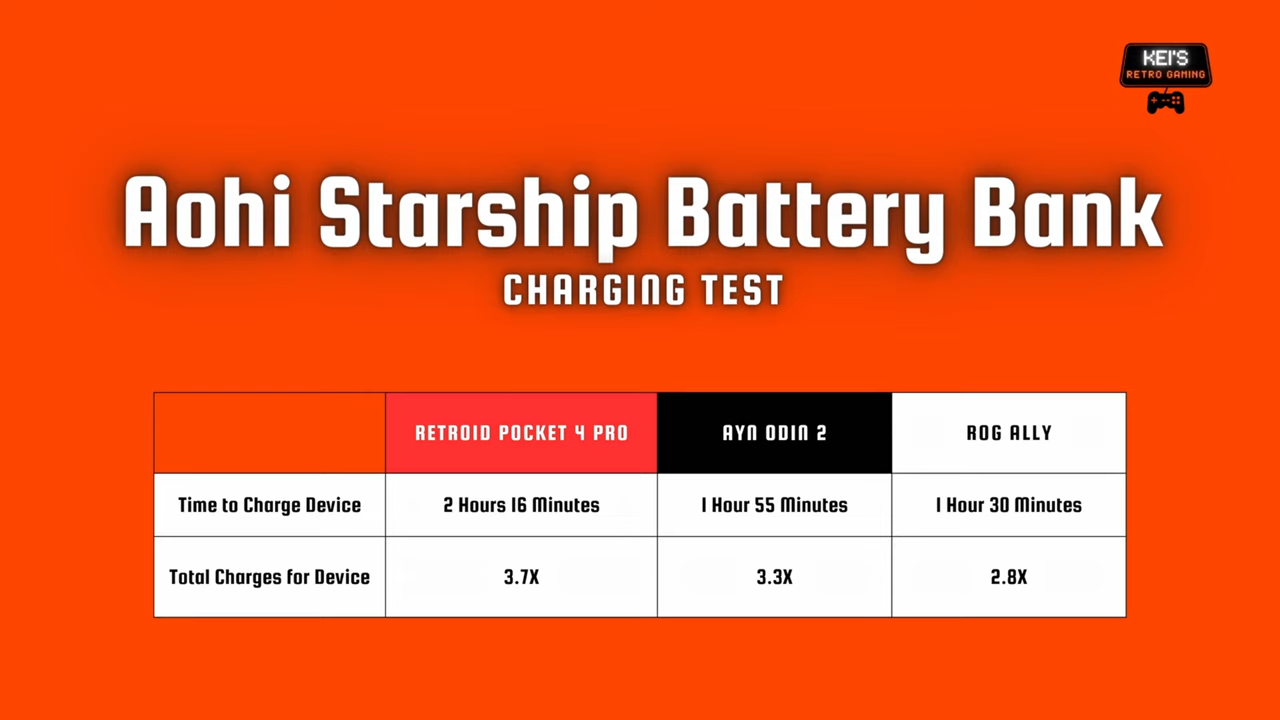 KEI'S
RETRO GAMING
Aohi Starship Battery Bank
CHARGING TEST
RETROID POCKET 4 PRO AYN ODIN 2 ROG ALLY
Time to Charge Device 2 Hours 16 Minutes 1 Hour 55 Minutes 1 Hour 30 Minutes
Total Charges for Device 3.7X 3.3X 2.8X